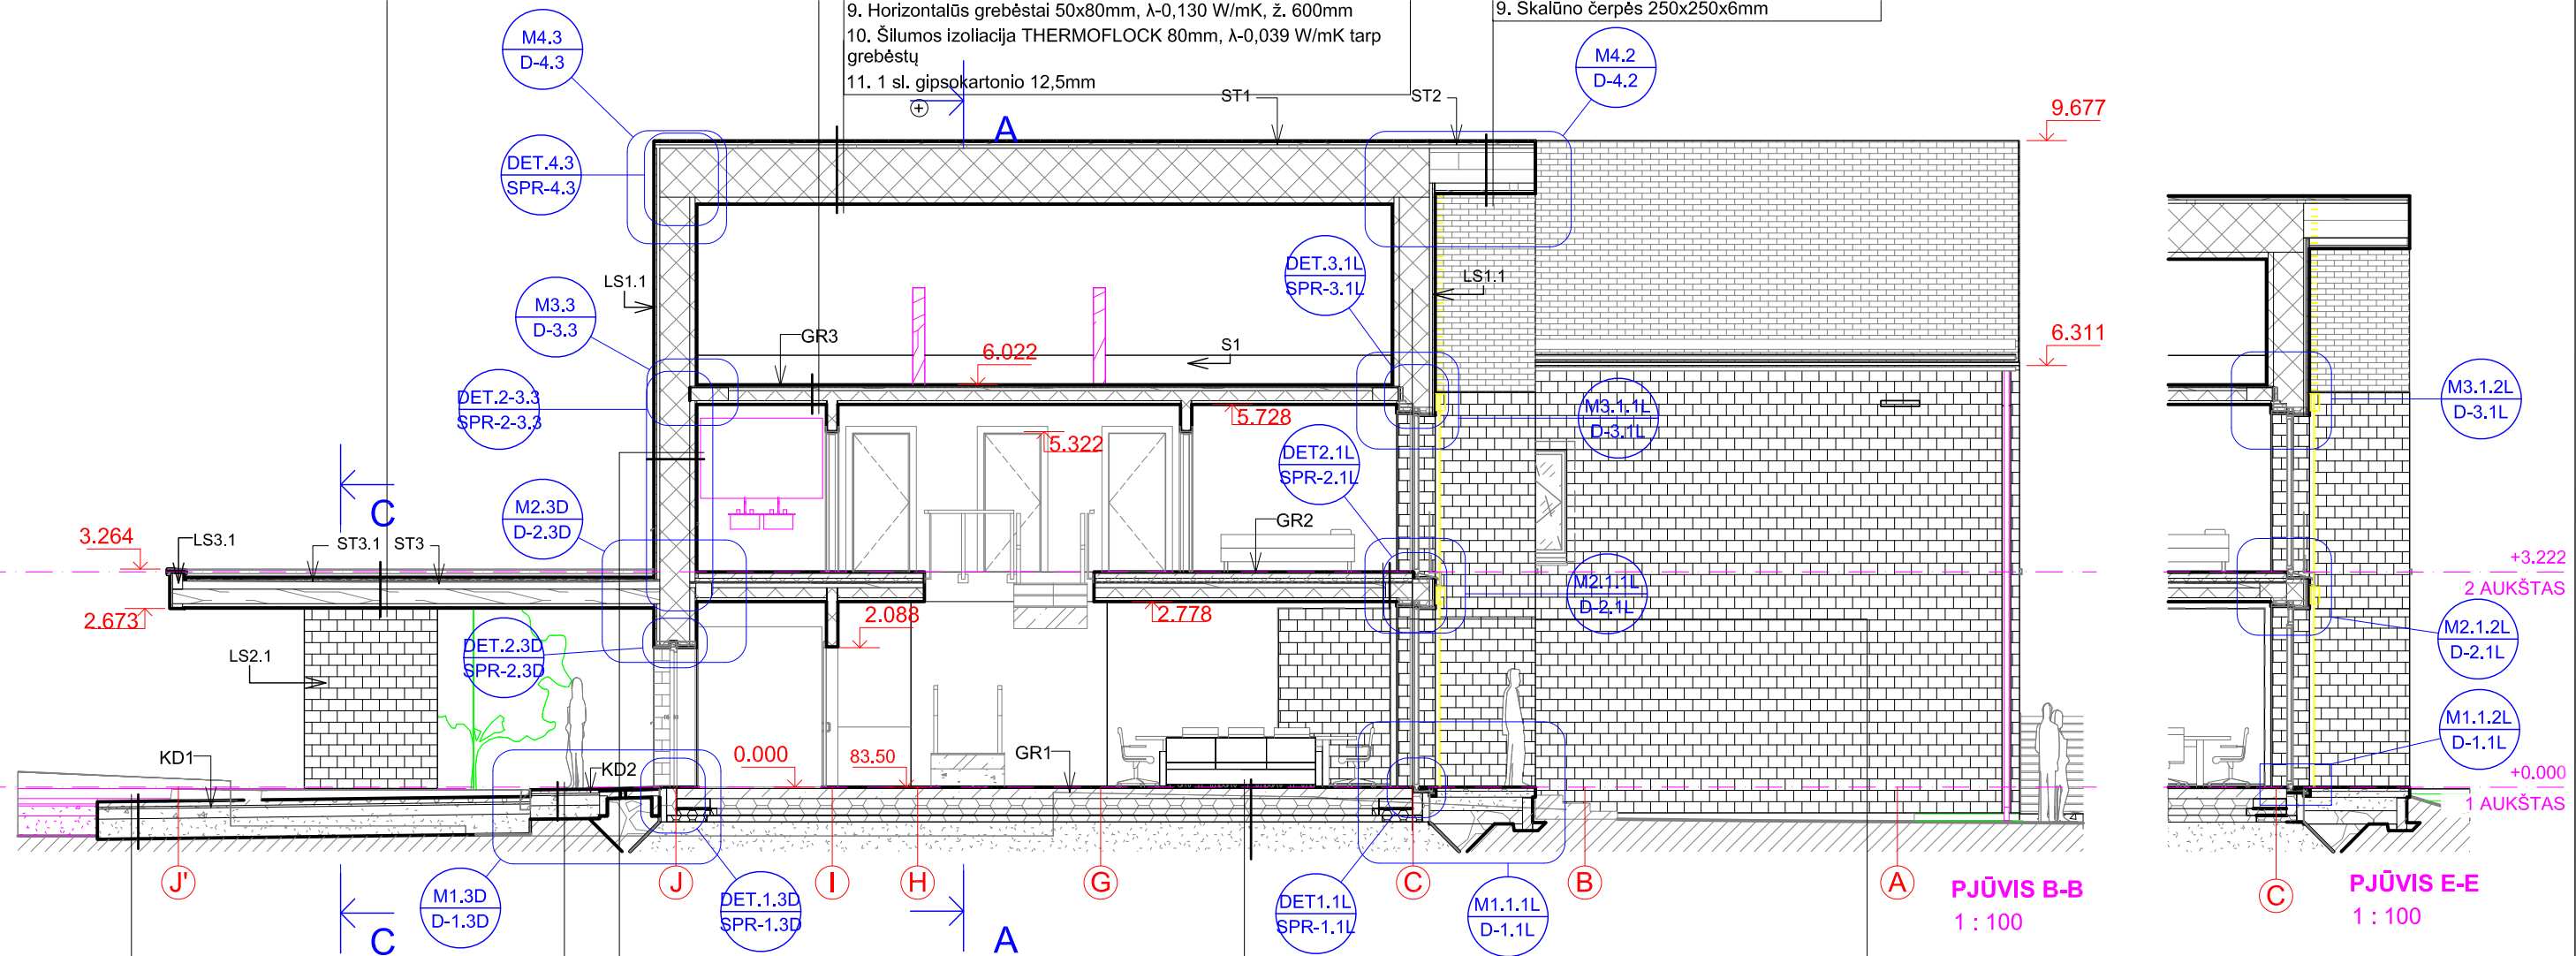 9. Horizontalūs grebėstai 50x80mm, λ-0,130 W/mK, ž. 600mm
10. Šilumos izoliacija THERMOFLOCK 80mm, λ-0,039 W/mK tarp
grebėstų
11. 1 sl. gipsokartonio 12,5mm
9. Skalūno čerpės 250x250x6mm
M4.3
D-4.3
M4.2
D-4.2
ST1
ST2
A
9.677
DET.4.3
SPR-4.3
DET.3.1L
SPR-3.1L
LS1.1
LS1.1
M3.3
D-3.3
GR3
6.022
S1
6.311
DET.2-3.3
SPR-2-3.3
M3.1.1L
D-3.1L
M3.1.2L
D-3.1L
5.728
5.322
DET2.1L
SPR-2.1L
C
M2.3D
D-2.3D
GR2
3.264
LS3.1
ST3.1
ST3
+3.222
2 AUKŠTAS
M2.1.1L
D-2.1L
2.673
2.088
2.778
M2.1.2L
D-2.1L
DET.2.3D
SPR-2.3D
LS2.1
M1.1.2L
D-1.1L
KD1
KD2
0.000
83.50
GR1
+0.000
1 AUKŠTAS
J'
J
I
H
G
C
B
A
C
PJŪVIS B-B
1 : 100
PJŪVIS E-E
1 : 100
M1.3D
D-1.3D
DET.1.3D
SPR-1.3D
DET1.1L
SPR-1.1L
M1.1.1L
D-1.1L
C
A